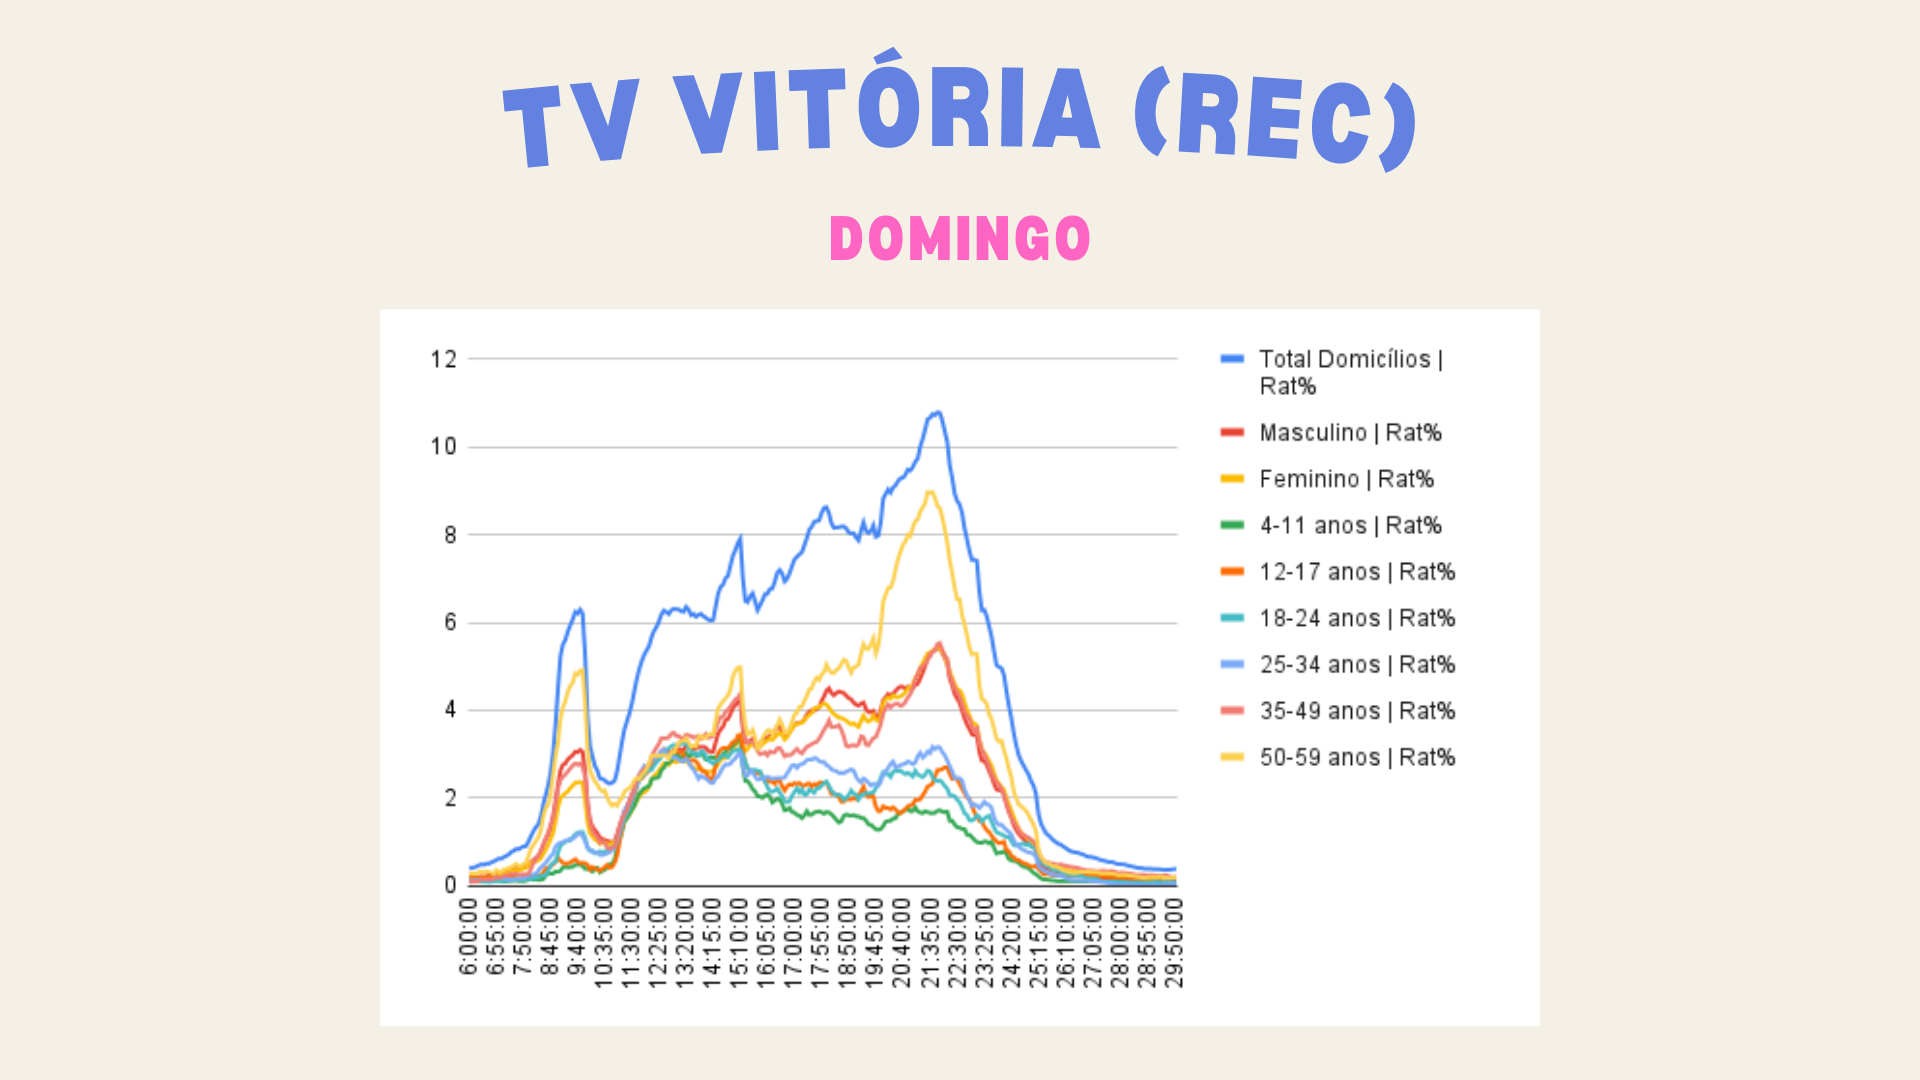 TV VITÓRIA (REC)
DOMINGO
12
10
8
6
4
2
0
6:00:00
6:55:00
7:50:00
8:45:00
9:40:00
10:35:00
11:30:00
12:25:00
13:20:00
14:15:00
15:10:00
16:05:00
17:00:00
17:55:00
18:50:00
19:45:00
20:40:00
21:35:00
22:30:00
23:25:00
24:20:00
25:15:00
26:10:00
27:05:00
28:00:00
28:55:00
29:50:00
Total Domicílios |
Rat%
Masculino | Rat%
Feminino | Rat%
4-11 anos | Rat%
12-17 anos | Rat%
18-24 anos | Rat%
25-34 anos | Rat%
35-49 anos | Rat%
50-59 anos | Rat%